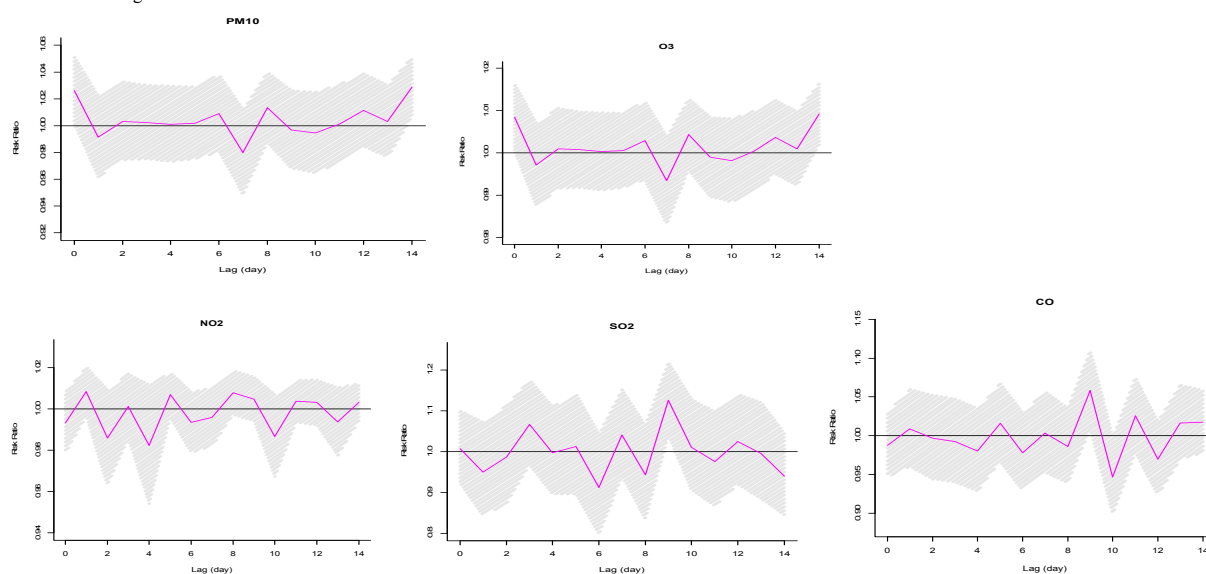 PM10
Risk Ratio
0.92 0.94 0.96 0.98 1.00 1.02 1.04 1.06
0 2 4 6 8 10 12 14
Lag (day)
O3
Risk Ratio
0.98 0.99 1.00 1.01 1.02
0 2 4 6 8 10 12 14
Lag (day)
NO2
Risk Ratio
0.94 0.96 0.98 1.00 1.02
0 2 4 6 8 10 12 14
Lag (day)
SO2
Risk Ratio
0.8 0.9 1.0 1.1 1.2
0 2 4 6 8 10 12 14
Lag (day)
CO
Risk Ratio
0.90 0.95 1.00 1.05 1.10 1.15
0 2 4 6 8 10 12 14
Lag (day)